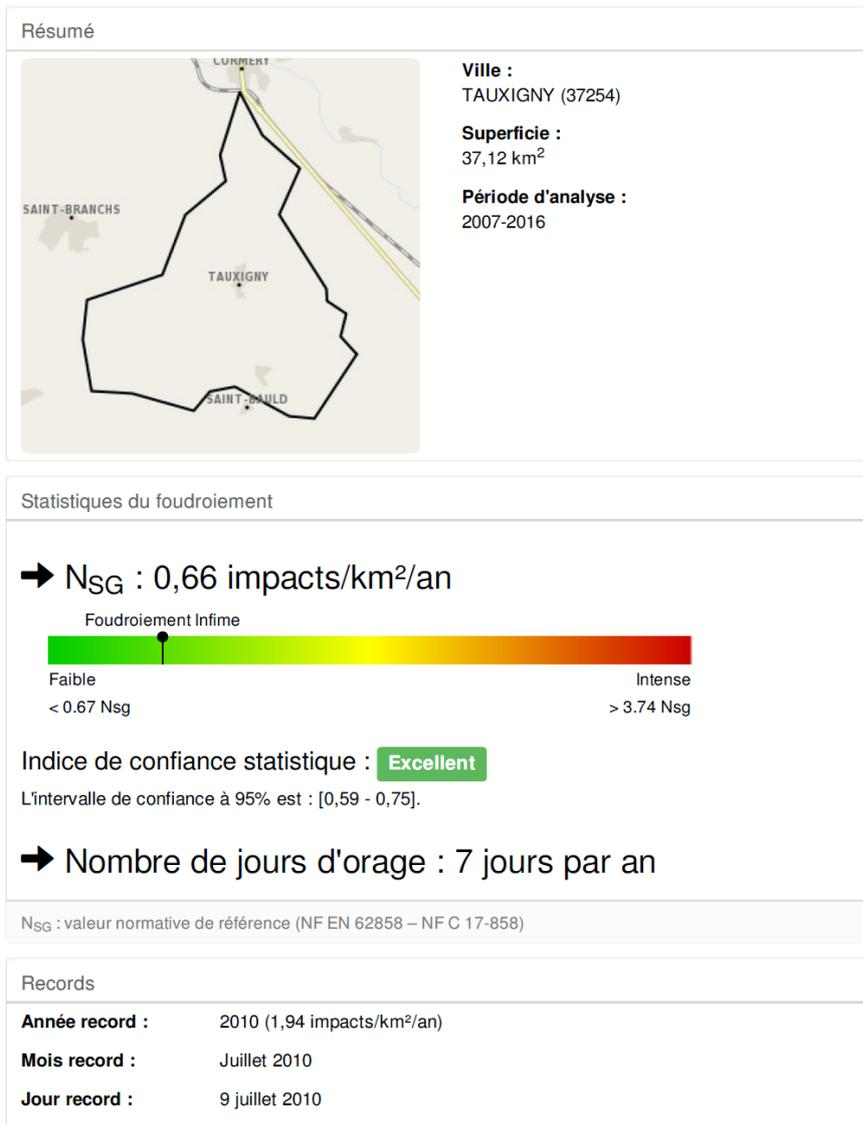 Résumé
CORMERY
SAINT-BRANCHS
TAUXIGNY
SAINT-BAULD
Ville :
TAUXIGNY (37254)
Superficie :
37,12 km²
Période d'analyse :
2007-2016
Statistiques du foudroiement
NSG : 0,66 impacts/km²/an
Foudroiement Infime
Faible Intense
< 0.67 Nsg > 3.74 Nsg
Indice de confiance statistique : Excellent
L'intervalle de confiance à 95% est : [0,59 - 0,75].
Nombre de jours d'orage : 7 jours par an
NSG : valeur normative de référence (NF EN 62858 – NF C 17-858)
Records
Année record : 2010 (1,94 impacts/km²/an)
Mois record : Juillet 2010
Jour record : 9 juillet 2010